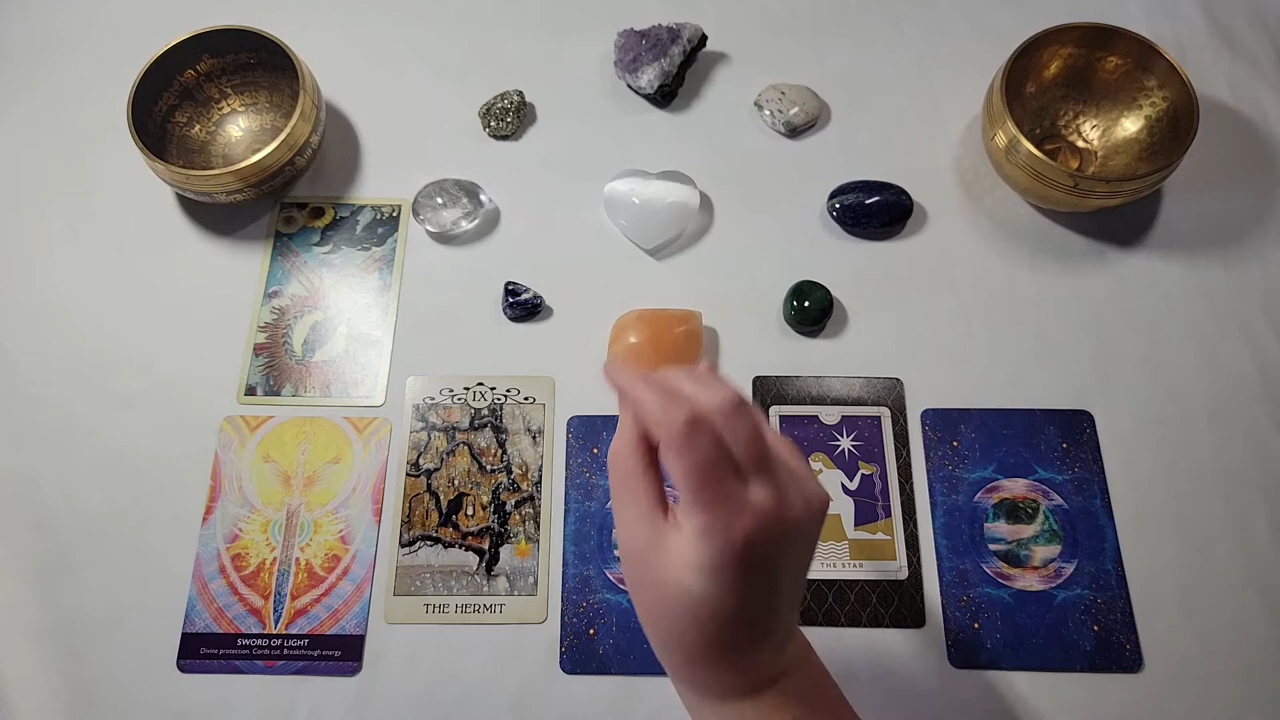 IX
THE HERMIT
THE STAR
SWORD OF LIGHT
Divine protection. Cords cut. Breakthrough energy.